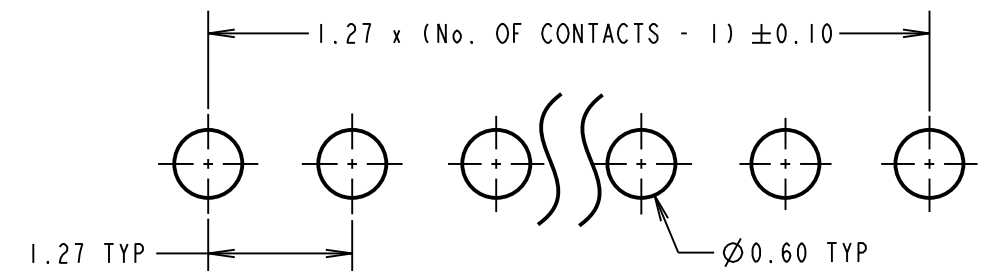 1.27 x (No. OF CONTACTS - 1) ±0.10
1.27 TYP
Ø0.60 TYP